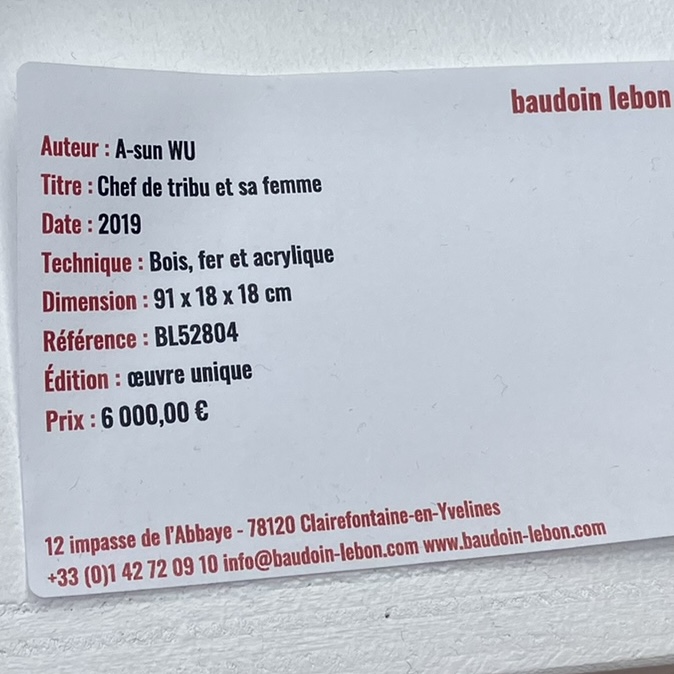 baudoin lebon
Auteur : A-sun WU
Titre : Chef de tribu et sa femme
Date : 2019
Technique : Bois, fer et acrylique
Dimension : 91 x 18 x 18 cm
Référence : BL52804
Édition : œuvre unique
Prix : 6 000,00 €
12 impasse de l'Abbaye - 78120 Clairefontaine-en-Yvelines
+33 (0)1 42 72 09 10 info@baudoin-lebon.com www.baudoin-lebon.com